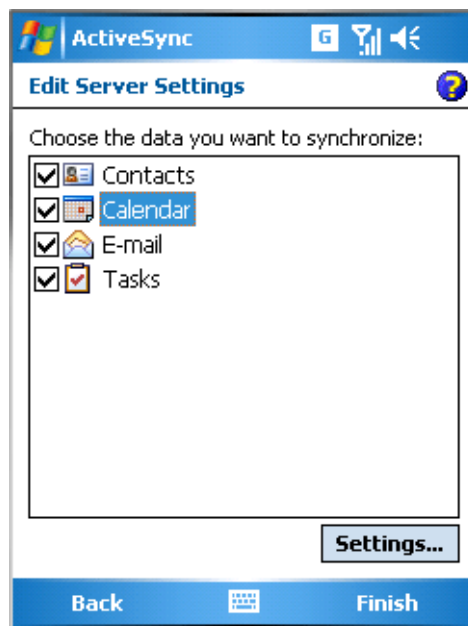 ActiveSync
G
Edit Server Settings
?
Choose the data you want to synchronize:
Contacts
Calendar
E-mail
Tasks
Settings...
Back Finish